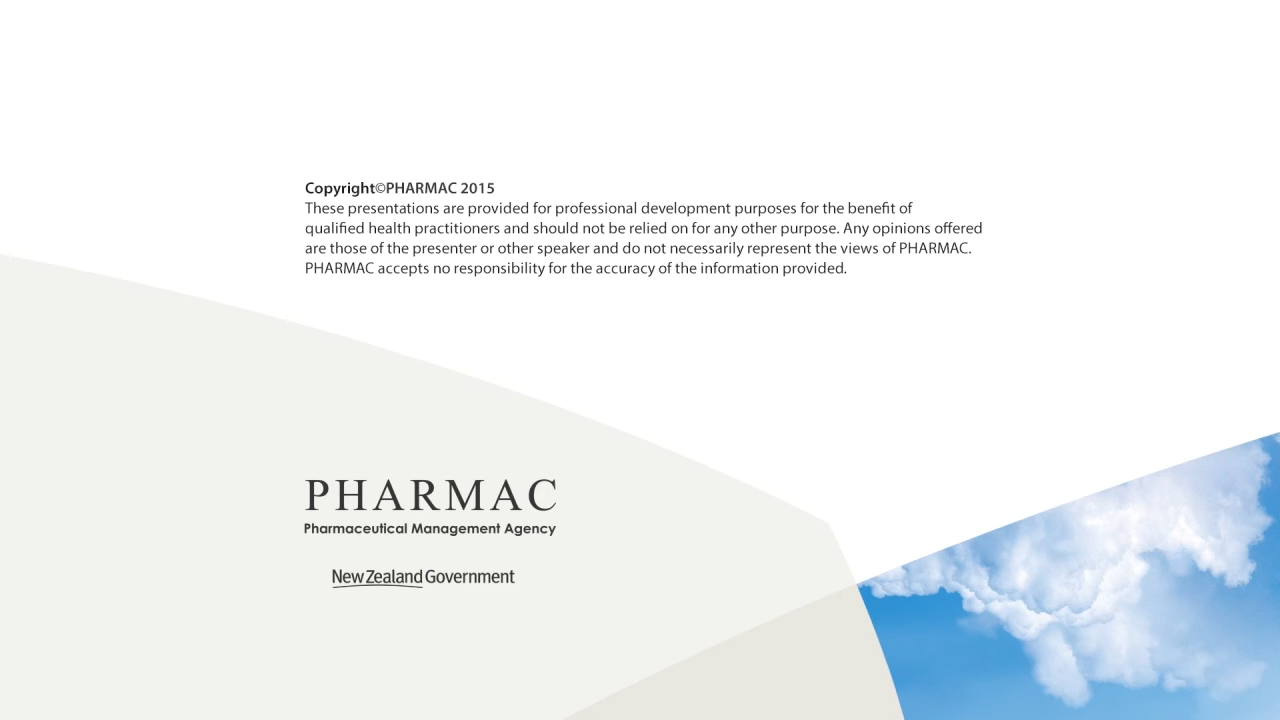 Copyright©PHARMAC 2015
These presentations are provided for professional development purposes for the benefit of
qualified health practitioners and should not be relied on for any other purpose. Any opinions offered
are those of the presenter or other speaker and do not necessarily represent the views of PHARMAC.
PHARMAC accepts no responsibility for the accuracy of the information provided.
PHARMAC
Pharmaceutical Management Agency
New Zealand Government